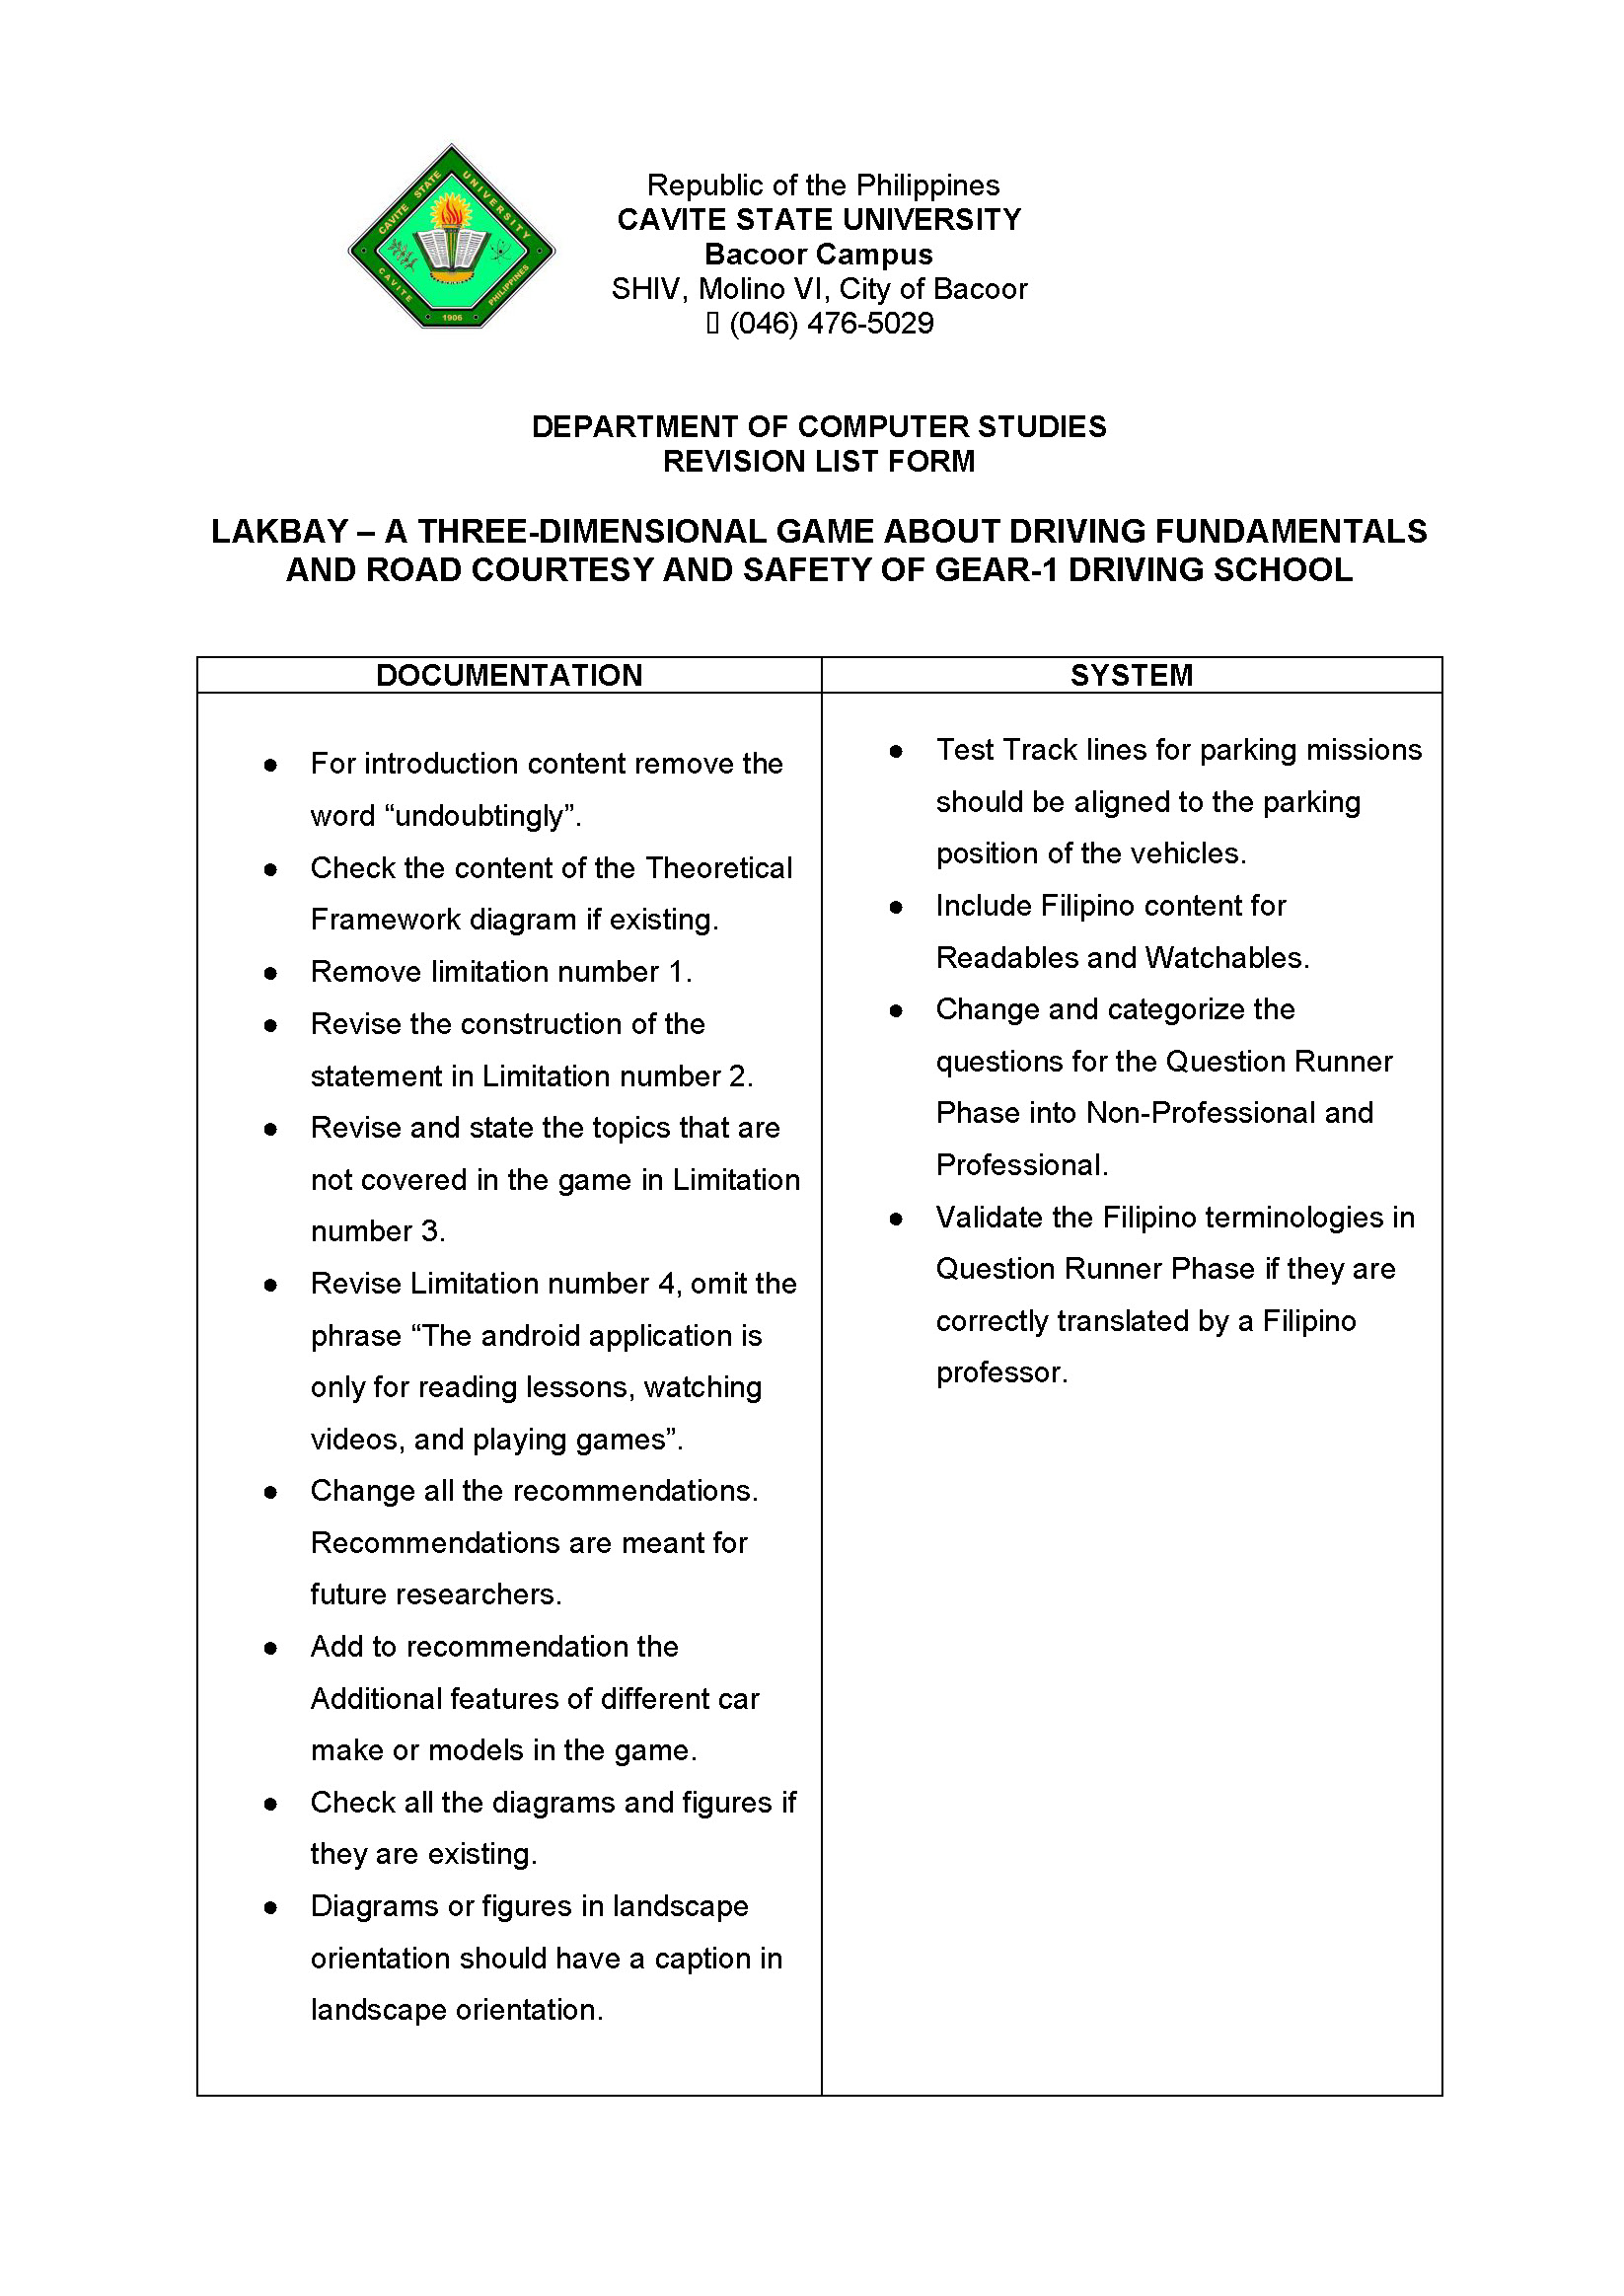 CAVITE STATE UNIVERSITY
CAVITE PHILIPPINES
1906
Republic of the Philippines
CAVITE STATE UNIVERSITY
Bacoor Campus
SHIV, Molino VI, City of Bacoor
(046) 476-5029
DEPARTMENT OF COMPUTER STUDIES
REVISION LIST FORM
LAKBAY – A THREE-DIMENSIONAL GAME ABOUT DRIVING FUNDAMENTALS
AND ROAD COURTESY AND SAFETY OF GEAR-1 DRIVING SCHOOL
DOCUMENTATION
● For introduction content remove the
word “undoubtingly”.
● Check the content of the Theoretical
Framework diagram if existing.
● Remove limitation number 1.
● Revise the construction of the
statement in Limitation number 2.
● Revise and state the topics that are
not covered in the game in Limitation
number 3.
● Revise Limitation number 4, omit the
phrase “The android application is
only for reading lessons, watching
videos, and playing games”.
● Change all the recommendations.
Recommendations are meant for
future researchers.
● Add to recommendation the
Additional features of different car
make or models in the game.
● Check all the diagrams and figures if
they are existing.
● Diagrams or figures in landscape
orientation should have a caption in
landscape orientation.
SYSTEM
● Test Track lines for parking missions
should be aligned to the parking
position of the vehicles.
● Include Filipino content for
Readables and Watchables.
● Change and categorize the
questions for the Question Runner
Phase into Non-Professional and
Professional.
● Validate the Filipino terminologies in
Question Runner Phase if they are
correctly translated by a Filipino
professor.